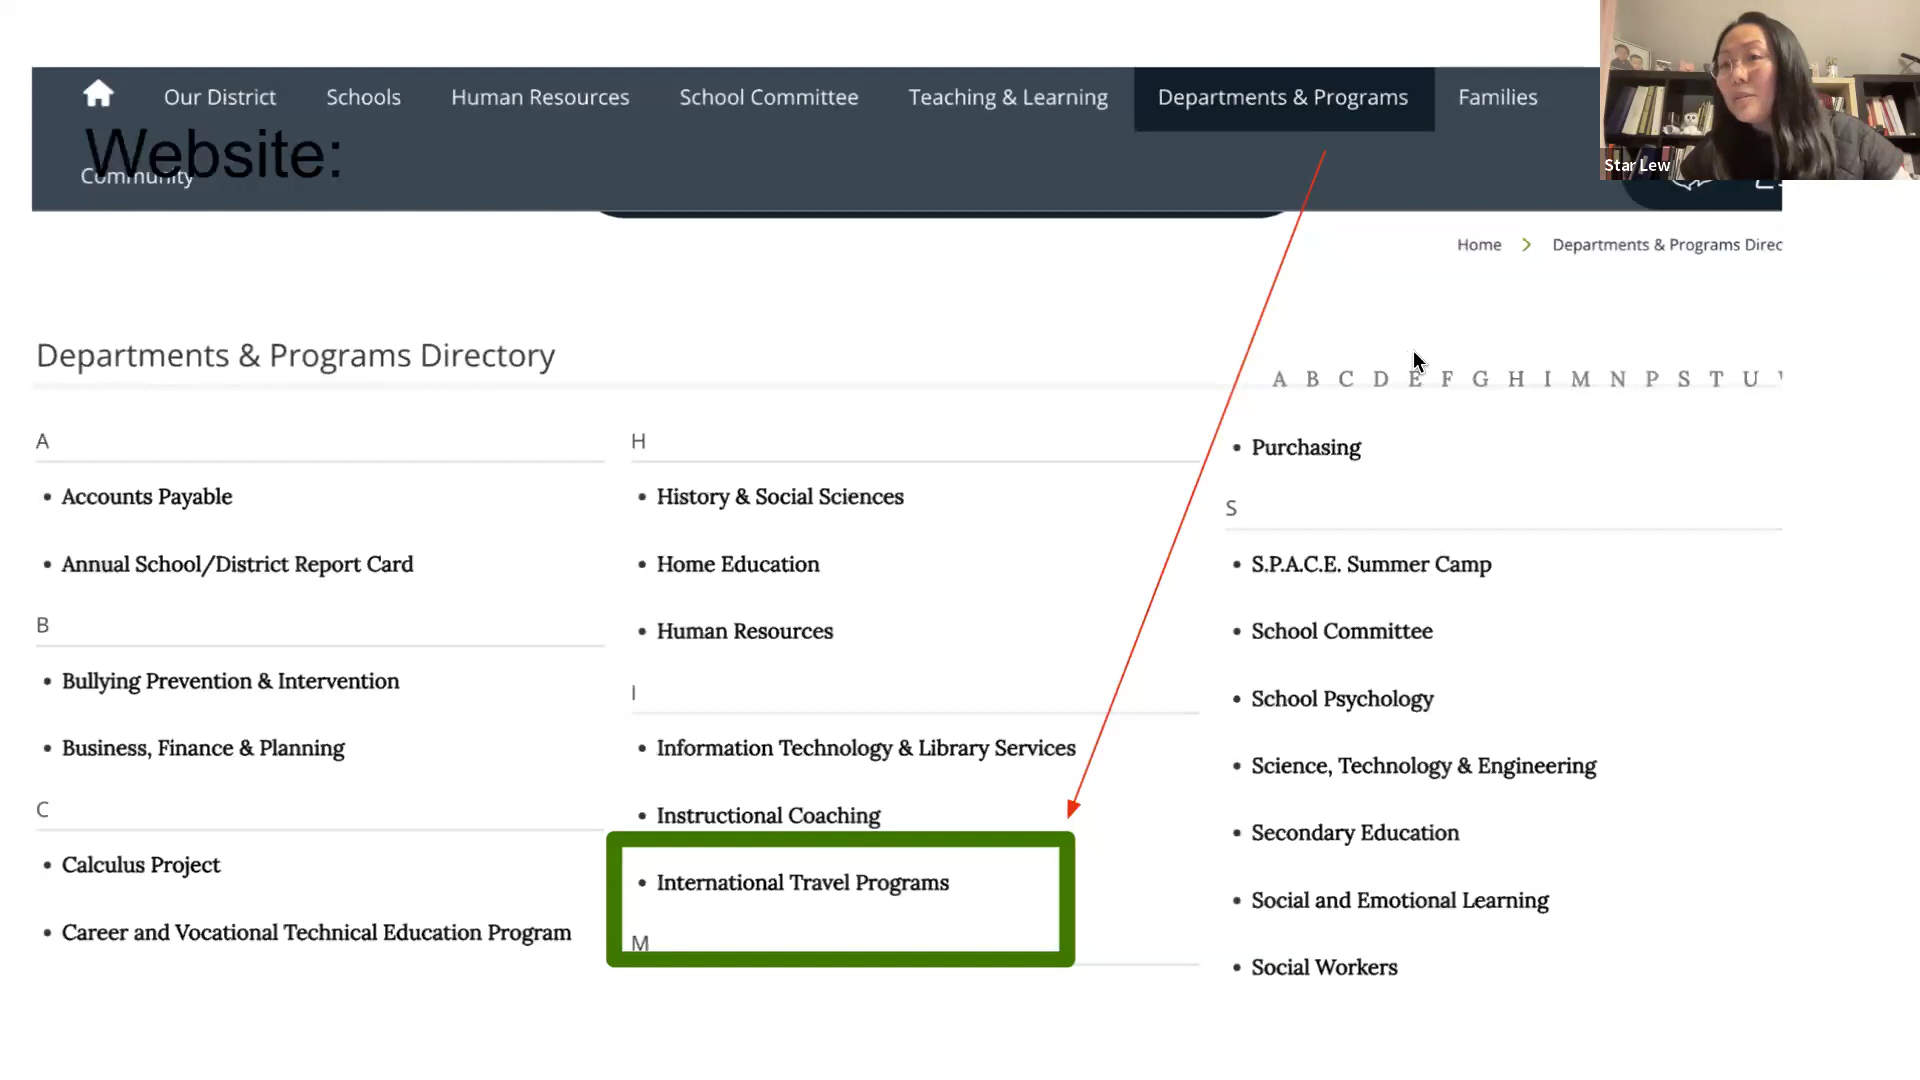 Our District Schools Human Resources School Committee Teaching & Learning Departments & Programs Families
Website:
Community
Star Lew
Home > Departments & Programs Direc
Departments & Programs Directory
A B C D E F G H I M N P S T U
A
Accounts Payable
Annual School/District Report Card
B
Bullying Prevention & Intervention
Business, Finance & Planning
C
Calculus Project
Career and Vocational Technical Education Program
H
History & Social Sciences
Home Education
Human Resources
I
Information Technology & Library Services
Instructional Coaching
International Travel Programs
M
Purchasing
S
S.P.A.C.E. Summer Camp
School Committee
School Psychology
Science, Technology & Engineering
Secondary Education
Social and Emotional Learning
Social Workers